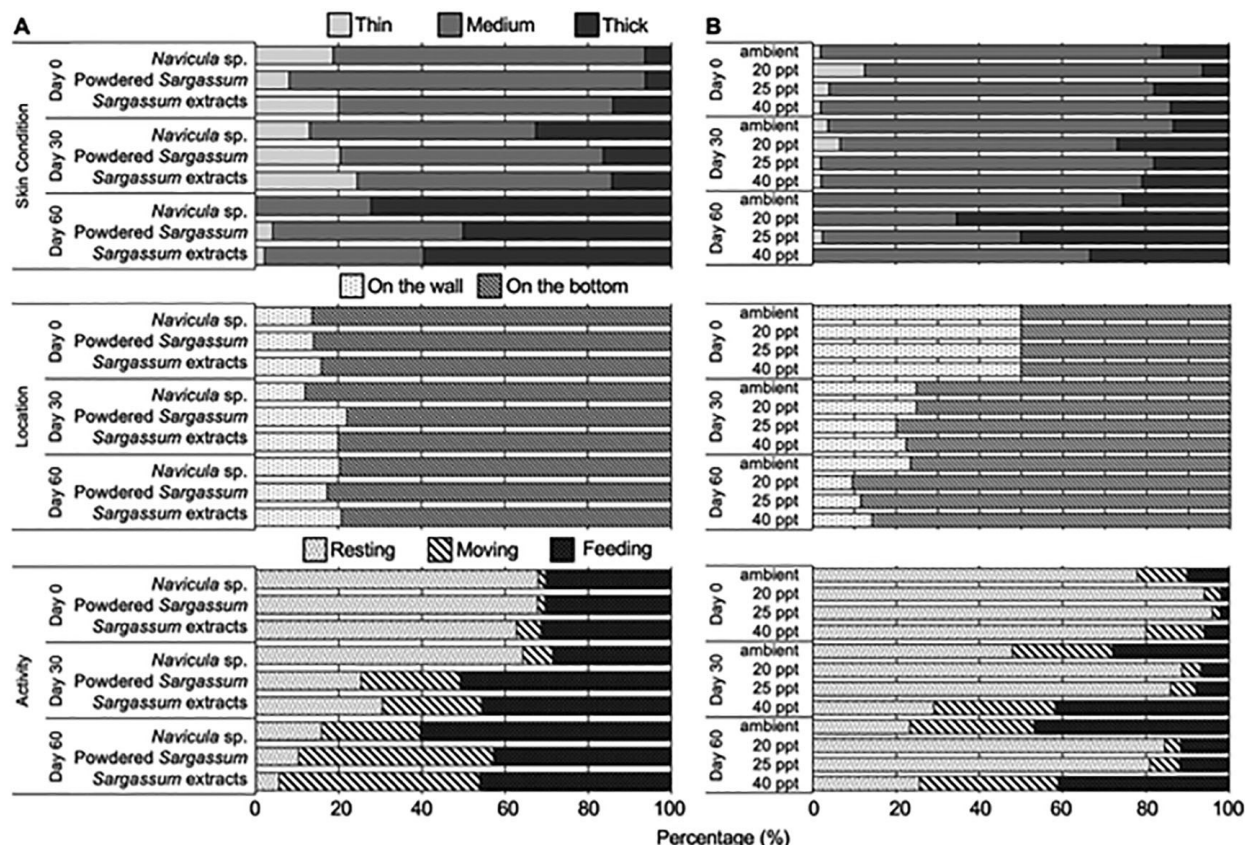 A
Thin
Medium
Thick
B
Skin Condition
Day 0
Navicula sp.
Powdered Sargassum
Sargassum extracts
Day 30
Navicula sp.
Powdered Sargassum
Sargassum extracts
Day 60
Navicula sp.
Powdered Sargassum
Sargassum extracts
Day 0
ambient
20 ppt
25 ppt
40 ppt
Day 30
ambient
20 ppt
25 ppt
40 ppt
Day 60
ambient
20 ppt
25 ppt
40 ppt
On the wall
On the bottom
Location
Day 0
Navicula sp.
Powdered Sargassum
Sargassum extracts
Day 30
Navicula sp.
Powdered Sargassum
Sargassum extracts
Day 60
Navicula sp.
Powdered Sargassum
Sargassum extracts
Day 0
ambient
20 ppt
25 ppt
40 ppt
Day 30
ambient
20 ppt
25 ppt
40 ppt
Day 60
ambient
20 ppt
25 ppt
40 ppt
Resting
Moving
Feeding
Activity
Day 0
Navicula sp.
Powdered Sargassum
Sargassum extracts
Day 30
Navicula sp.
Powdered Sargassum
Sargassum extracts
Day 60
Navicula sp.
Powdered Sargassum
Sargassum extracts
Day 0
ambient
20 ppt
25 ppt
40 ppt
Day 30
ambient
20 ppt
25 ppt
40 ppt
Day 60
ambient
20 ppt
25 ppt
40 ppt
0 20 40 60 80 100
0 20 40 60 80 100
Percentage (%)